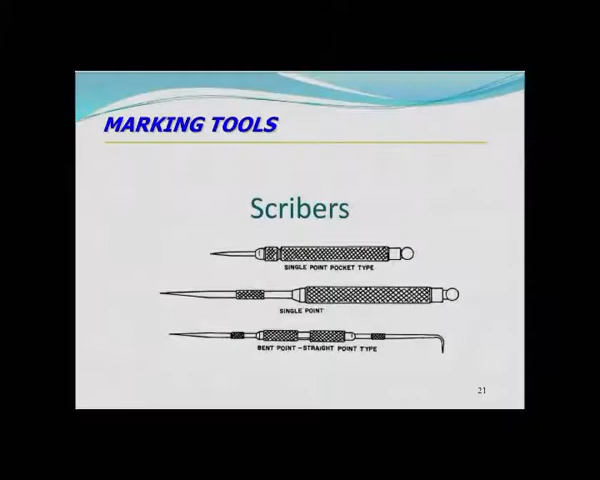 MARKING TOOLS
Scribers
SINGLE POINT POCKET TYPE
SINGLE POINT
BENT POINT - STRAIGHT POINT TYPE
21